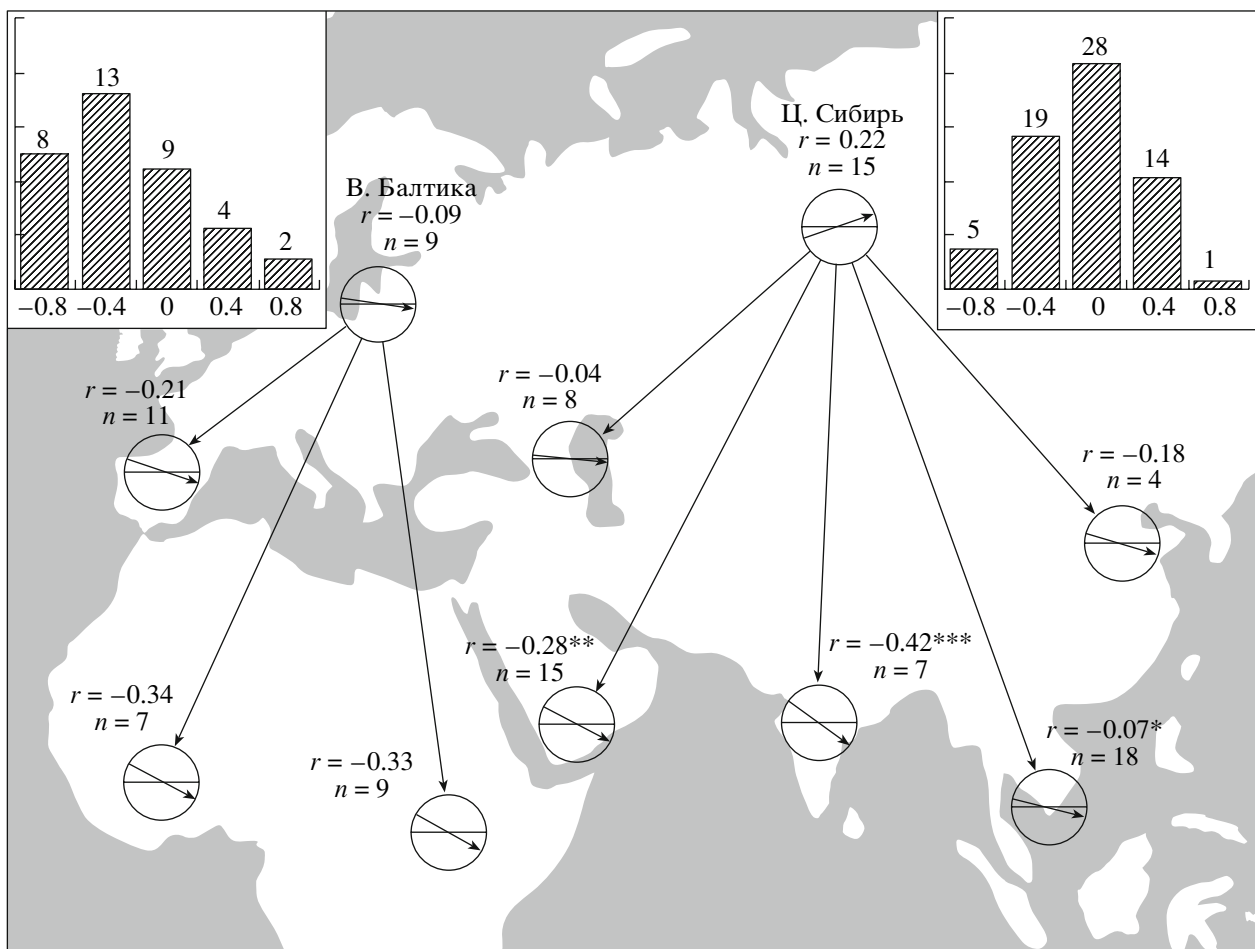 13
8
9
4
2
−0.8 −0.4 0 0.4 0.8
28
19
14
5
1
−0.8 −0.4 0 0.4 0.8
Ц. Сибирь
r = 0.22
n = 15
В. Балтика
r = −0.09
n = 9
r = −0.21
n = 11
r = −0.04
n = 8
r = −0.18
n = 4
r = −0.28**
n = 15
r = −0.42***
n = 7
r = −0.34
n = 7
r = −0.33
n = 9
r = −0.07*
n = 18